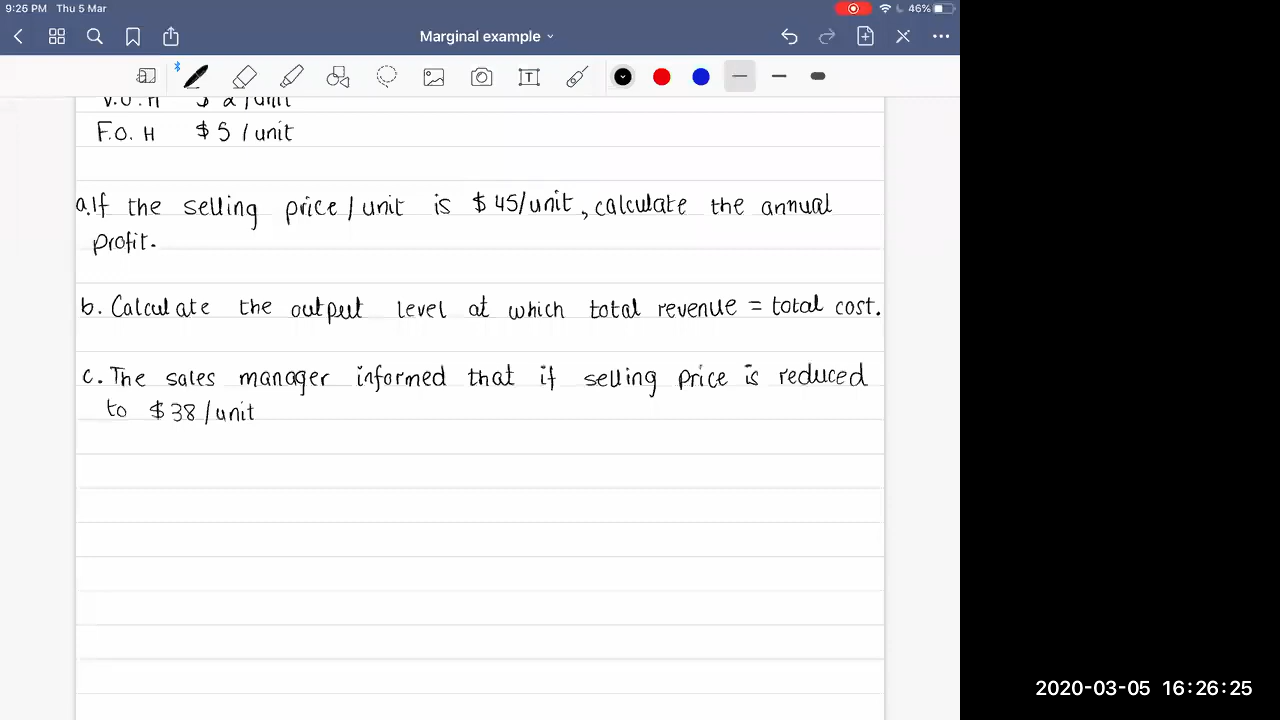 9:26 PM Thu 5 Mar
46%
Marginal example
V.O.H $ 2/unit
F.O.H $5/unit
a.If the selling price/unit is $45/unit, calculate the annual
profit.
b. Calculate the output level at which total revenue = total cost.
c. The sales manager informed that if selling price is reduced
to $38/unit
2020-03-05 16:26:25